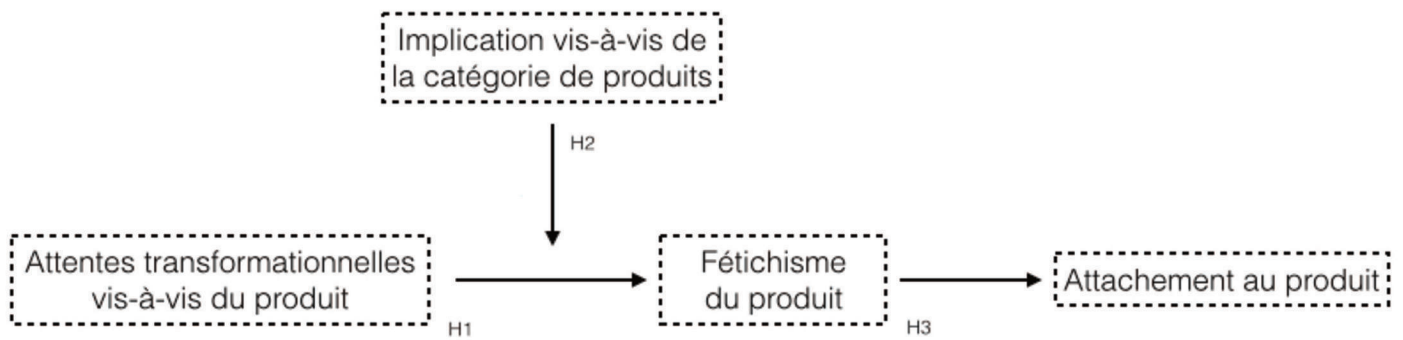 Implication vis-à-vis de
la catégorie de produits
H2
Attentes transformationnelles
vis-à-vis du produit
H1
Fétichisme
du produit
H3
Attachement au produit